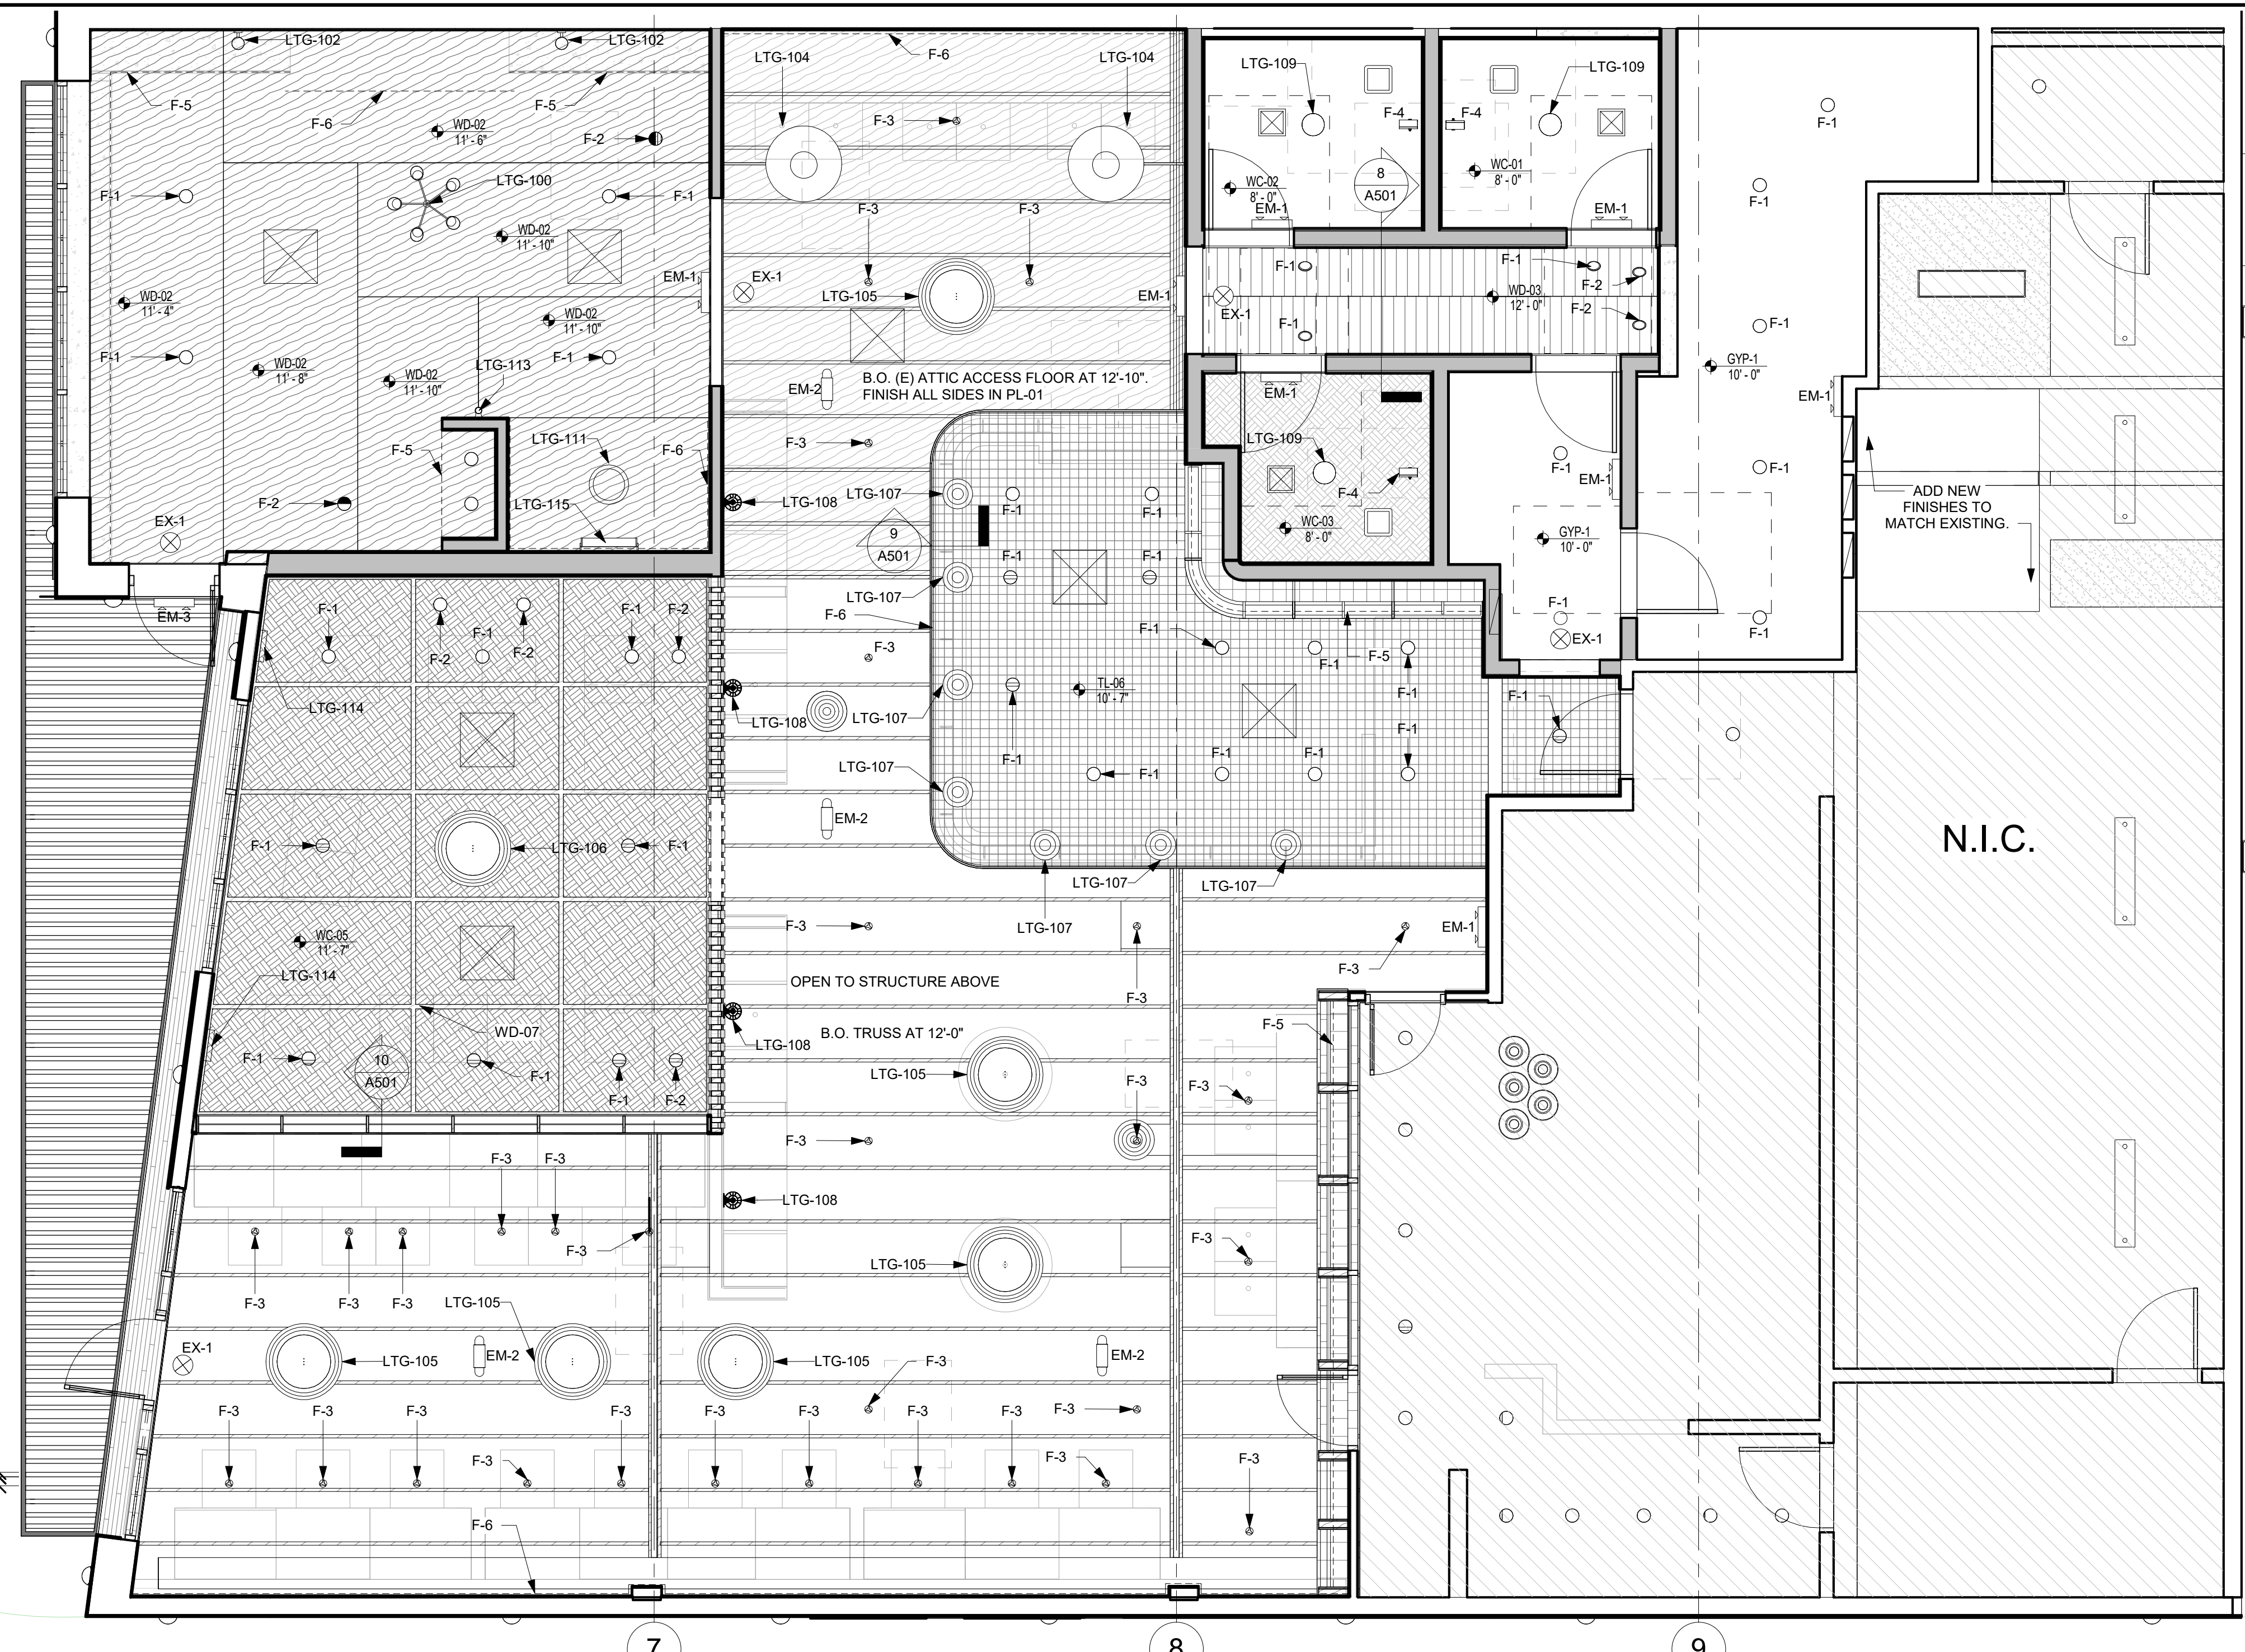 LTG-102
LTG-102
F-5
F-6
F-5
WD-02
11' - 6"
F-2
F-1
LTG-100
F-1
WD-02
11' - 10"
EM-1
WD-02
11' - 4"
WD-02
11' - 10"
F-1
WD-02
11' - 8"
WD-02
11' - 10"
LTG-113
F-1
F-5
LTG-111
F-6
F-2
LTG-115
EX-1
EM-3
F-6
LTG-104
LTG-104
F-3
F-3
F-3
EX-1
LTG-105
EM-1
EM-2
B.O. (E) ATTIC ACCESS FLOOR AT 12'-10".
FINISH ALL SIDES IN PL-01
F-3
LTG-108
LTG-107
9
A501
LTG-107
F-6
F-3
LTG-109
F-4
WC-02
8' - 0"
EM-1
8
A501
LTG-109
F-4
WC-01
8' - 0"
EM-1
F-1
F-1
F-2
WD-03
12' - 0"
F-2
EX-1
F-1
EM-1
LTG-109
F-4
WC-03
8' - 0"
F-1
EM-1
GYP-1
10' - 0"
F-1
EX-1
F-1
F-1
F-1
GYP-1
10' - 0"
F-1
F-1
EM-1
ADD NEW
FINISHES TO
MATCH EXISTING.
N.I.C.
F-1
F-1
F-1
F-1
F-1
F-1
F-5
F-1
TL-06
10' - 7"
F-1
F-1
F-1
F-1
F-1
F-1
LTG-107
LTG-107
LTG-107
LTG-107
LTG-107
F-1
F-2
F-1
F-2
F-1
F-2
LTG-114
LTG-108
F-1
LTG-106
F-1
EM-2
WC-05
11' - 7"
LTG-114
WD-07
F-1
10
A501
F-1
F-1
F-2
F-3
F-3
F-3
EM-1
OPEN TO STRUCTURE ABOVE
LTG-108
B.O. TRUSS AT 12'-0"
LTG-105
F-5
F-3
F-3
F-3
LTG-108
F-3
F-3
F-3
F-3
F-3
F-3
F-3
LTG-105
LTG-105
EX-1
LTG-105
EM-2
LTG-105
F-3
EM-2
F-3
F-3
F-3
F-3
F-3
F-3
F-3
F-3
F-3
F-3
F-3
F-3
F-6
7
8
9